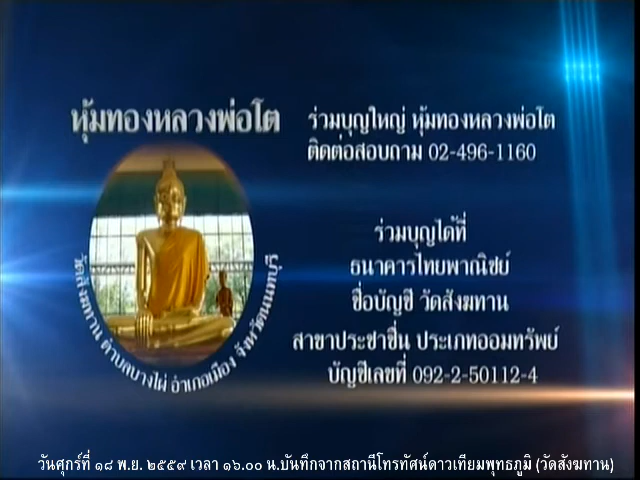 หุ้มทองหลวงพ่อโต
ร่วมบุญใหญ่ หุ้มทองหลวงพ่อโต
ติดต่อสอบถาม 02-496-1160
วัดสังฆทาน ตำบลบางไผ่ อำเภอเมือง จังหวัดนนทบุรี
ร่วมบุญได้ที่
ธนาคารไทยพาณิชย์
ชื่อบัญชี วัดสังฆทาน
สาขาประชาชื่น ประเภทออมทรัพย์
บัญชีเลขที่ 092-2-50112-4
วันศุกร์ที่ ๑๘ พ.ย. ๒๕๕๙ เวลา ๑๖.๐๐ น.บันทึกจากสถานีโทรทัศน์ดาวเทียมพุทธภูมิ (วัดสังฆทาน)